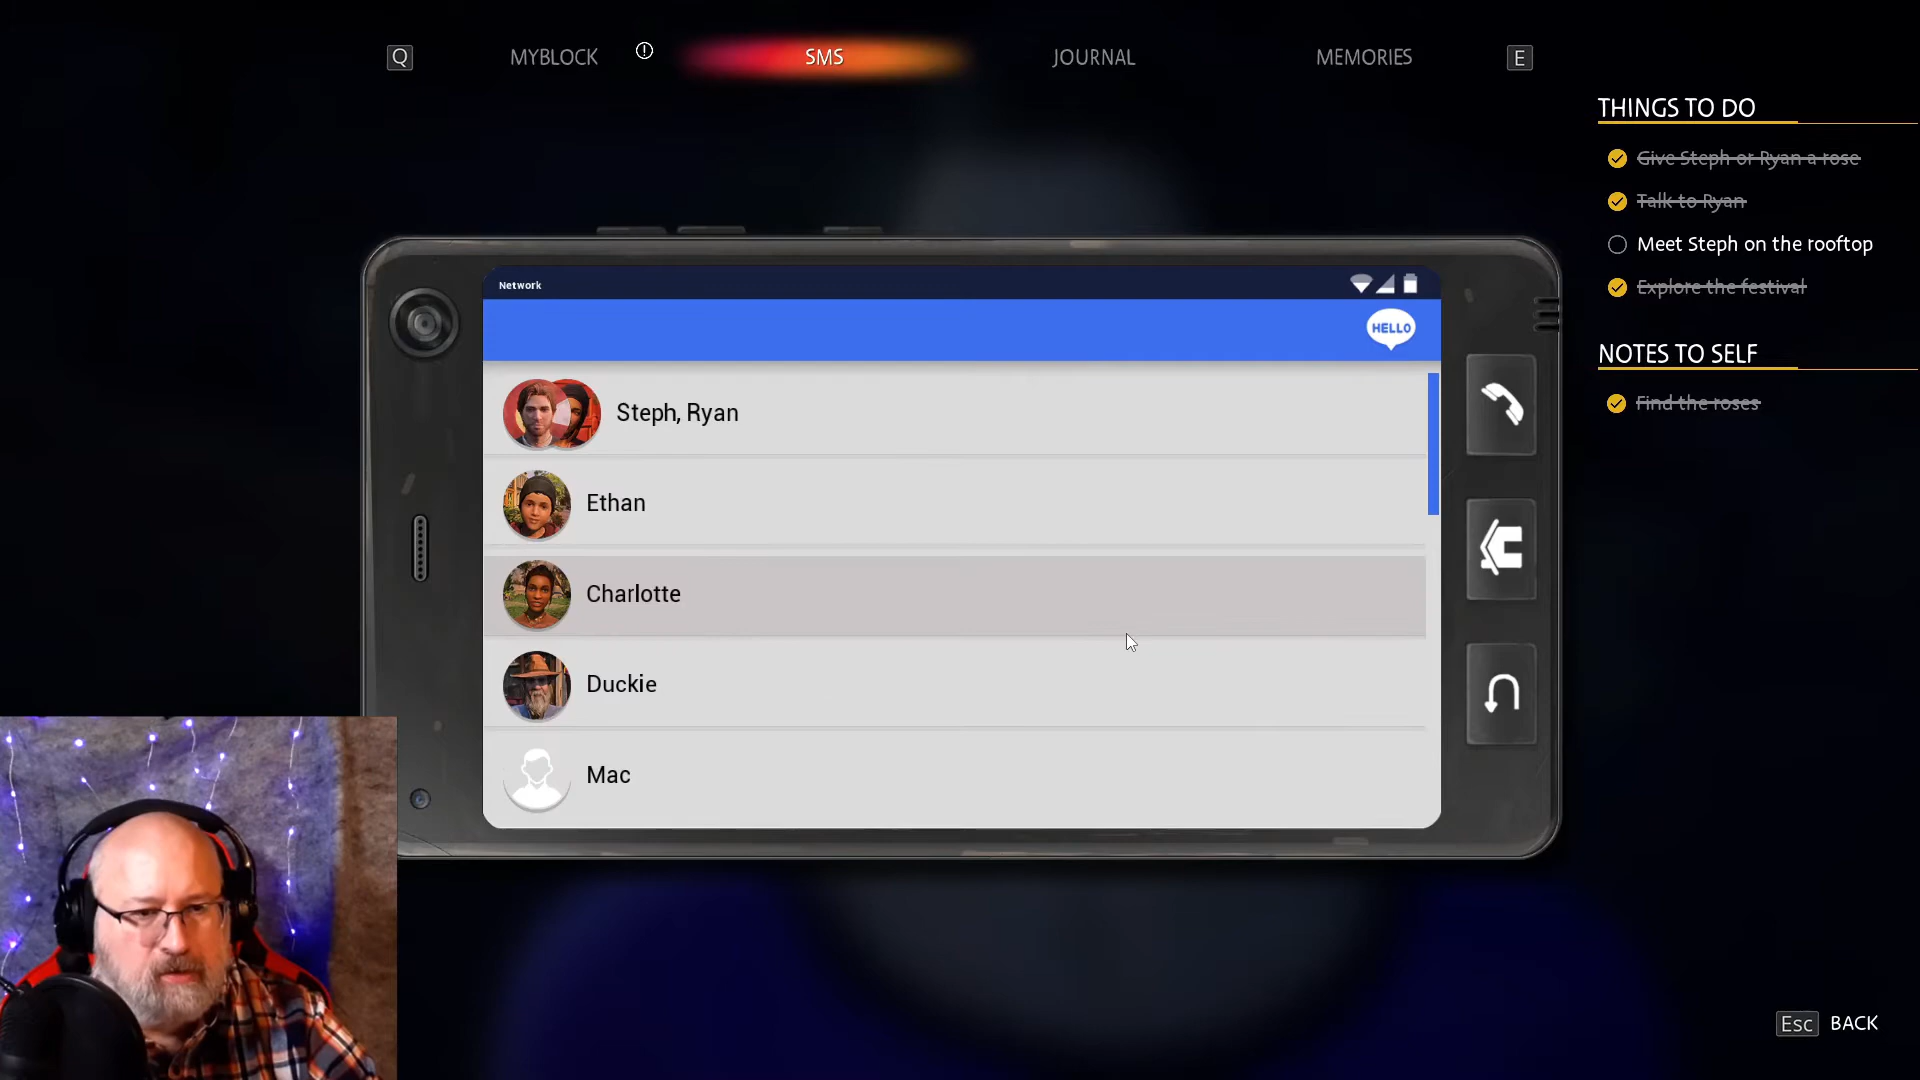 Q
MYBLOCK
SMS
JOURNAL
MEMORIES
E
THINGS TO DO
Give Steph or Ryan a rose
Talk to Ryan
Meet Steph on the rooftop
Explore the festival
NOTES TO SELF
Find the roses
Network
HELLO
Steph, Ryan
Ethan
Charlotte
Duckie
Mac
Esc BACK